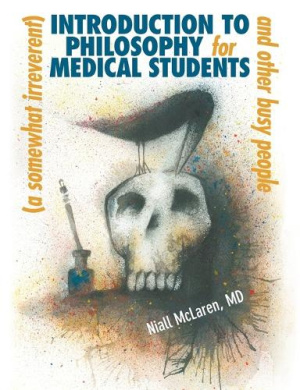 (a somewhat irreverent)
INTRODUCTION TO
PHILOSOPHY for
MEDICAL STUDENTS
and other busy people
Niall McLaren, MD